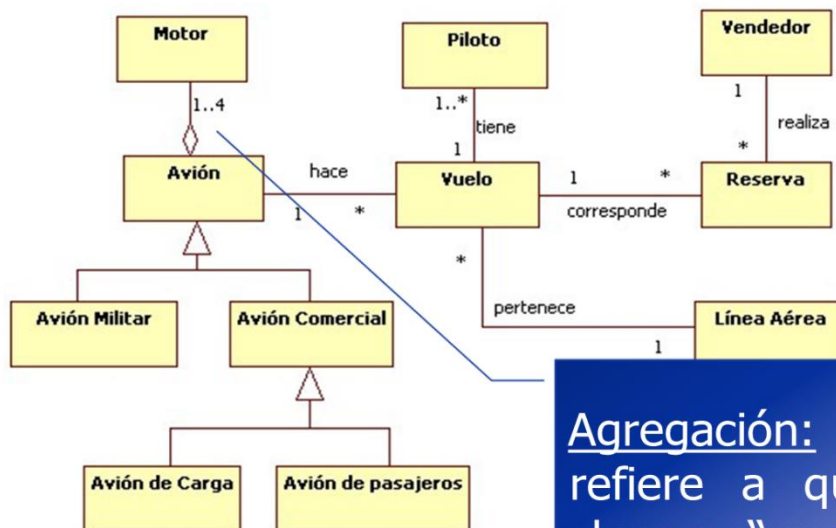 Motor
Piloto
Vendedor
1..4
1..*
1
tiene
realiza
1
*
Avión
hace
Vuelo
1
*
Reserva
1
*
corresponde
*
Avión Militar
Avión Comercial
pertenece
Línea Aérea
1
Agregación:
refiere a qu
Avión de Carga
Avión de pasajeros